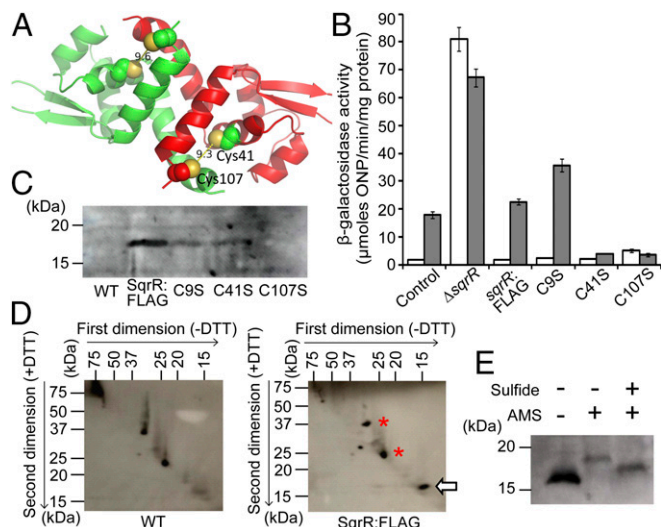 A
9.6
9.3
Cys41
Cys107
B
β-galactosidase activity
(μmoles ONP/min/mg protein)
90
80
70
60
50
40
30
20
10
0
Control
ΔsqrR
sqrR:
FLAG
C9S
C41S
C107S
C
(kDa)
20
15
WT
SqrR:
FLAG
C9S
C41S
C107S
D
First dimension (-DTT)
(kDa)
75
50
37
25
20
15
Second dimension (+DTT)
75
50
37
25
20
15
(kDa)
WT
First dimension (-DTT)
(kDa)
75
50
37
25
20
15
Second dimension (+DTT)
75
50
37
25
20
15
(kDa)
*
*
SqrR:FLAG
E
Sulfide - - +
AMS - + +
(kDa)
20
15